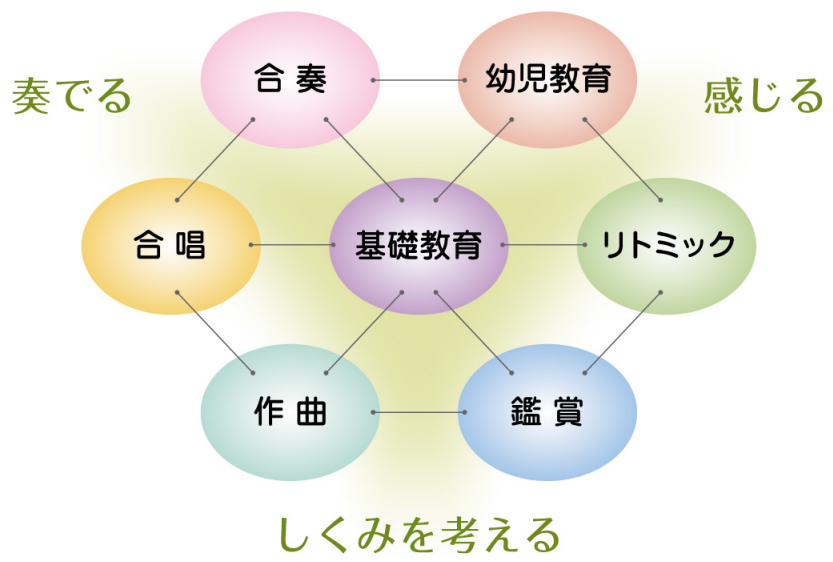 合奏
幼児教育
奏でる
感じる
合唱
基礎教育
リトミック
作曲
鑑賞
しくみを考える